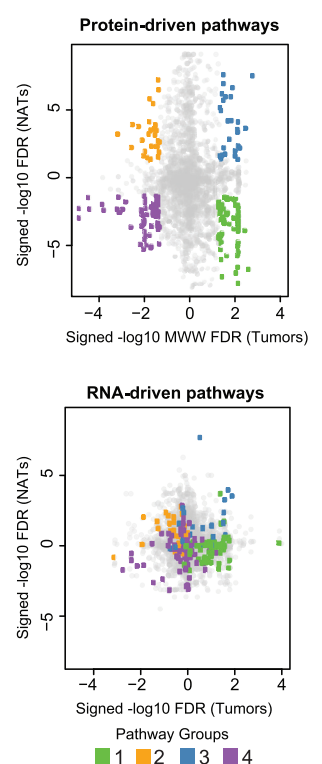 Protein-driven pathways
Signed -log10 FDR (NATs)
5
0
−5
−4 −2 0 2 4
Signed -log10 MWW FDR (Tumors)
RNA-driven pathways
Signed -log10 FDR (NATs)
5
0
−5
−4 −2 0 2 4
Signed -log10 FDR (Tumors)
Pathway Groups
1 2 3 4